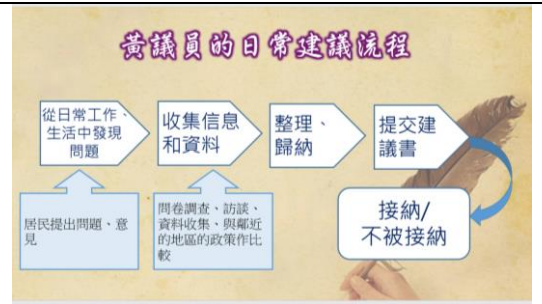 黃議員的日常建議流程
從日常工作、
生活中發現
問題
收集信息
和資料
整理、
歸納
提交建
議書
居民提出問題、意
見
問卷調查、訪談、
資料收集、與鄰近
的地區的政策作比
較
接納/
不被接納